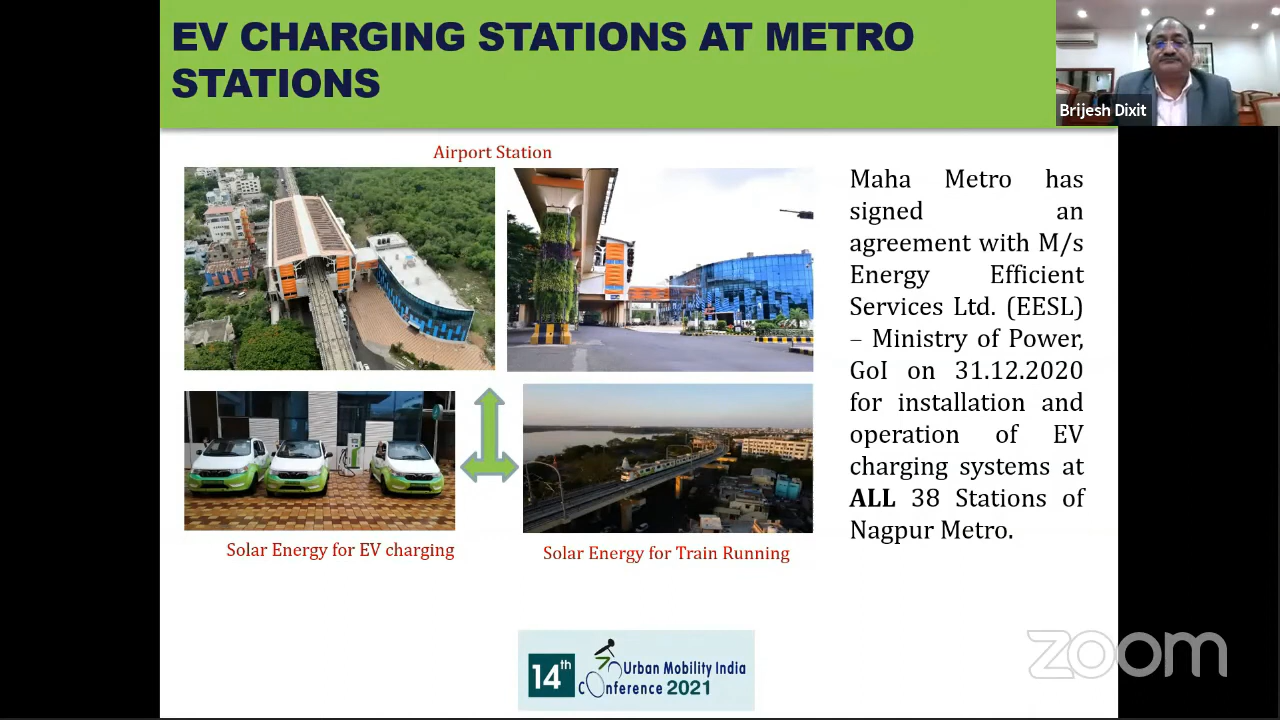 EV CHARGING STATIONS AT METRO
STATIONS
Brijesh Dixit
Airport Station
Maha Metro has
signed an
agreement with M/s
Energy Efficient
Services Ltd. (EESL)
– Ministry of Power,
GoI on 31.12.2020
for installation and
operation of EV
charging systems at
ALL 38 Stations of
Nagpur Metro.
Solar Energy for EV charging
Solar Energy for Train Running
14th Urban Mobility India
Conference 2021
zoom